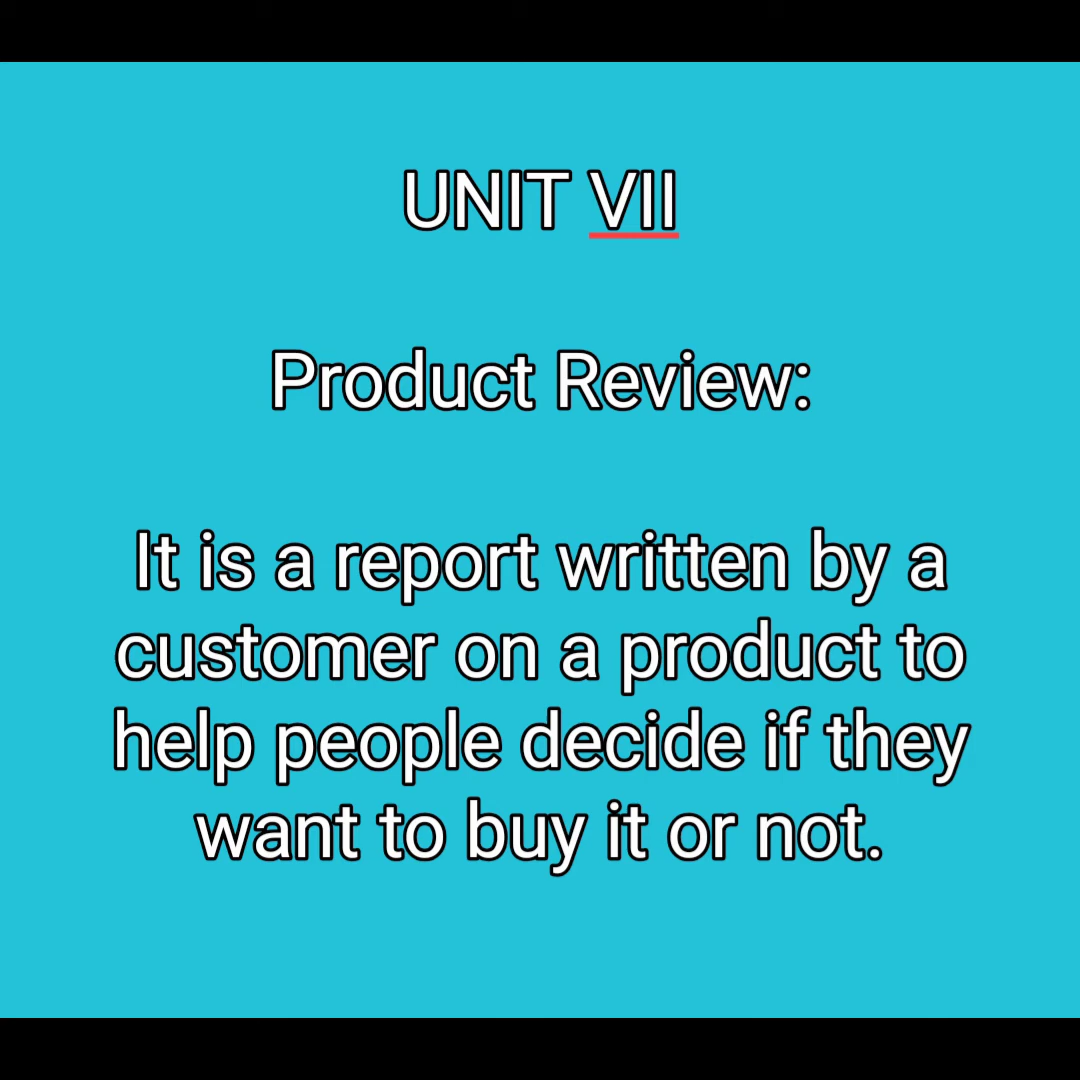 UNIT VII
Product Review:
It is a report written by a
customer on a product to
help people decide if they
want to buy it or not.